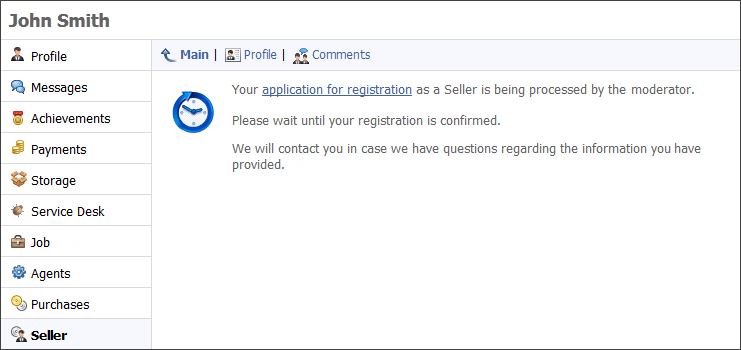 John Smith
Profile
Messages
Achievements
Payments
Storage
Service Desk
Job
Agents
Purchases
Seller
Main | Profile | Comments
Your application for registration as a Seller is being processed by the moderator.
Please wait until your registration is confirmed.
We will contact you in case we have questions regarding the information you have
provided.